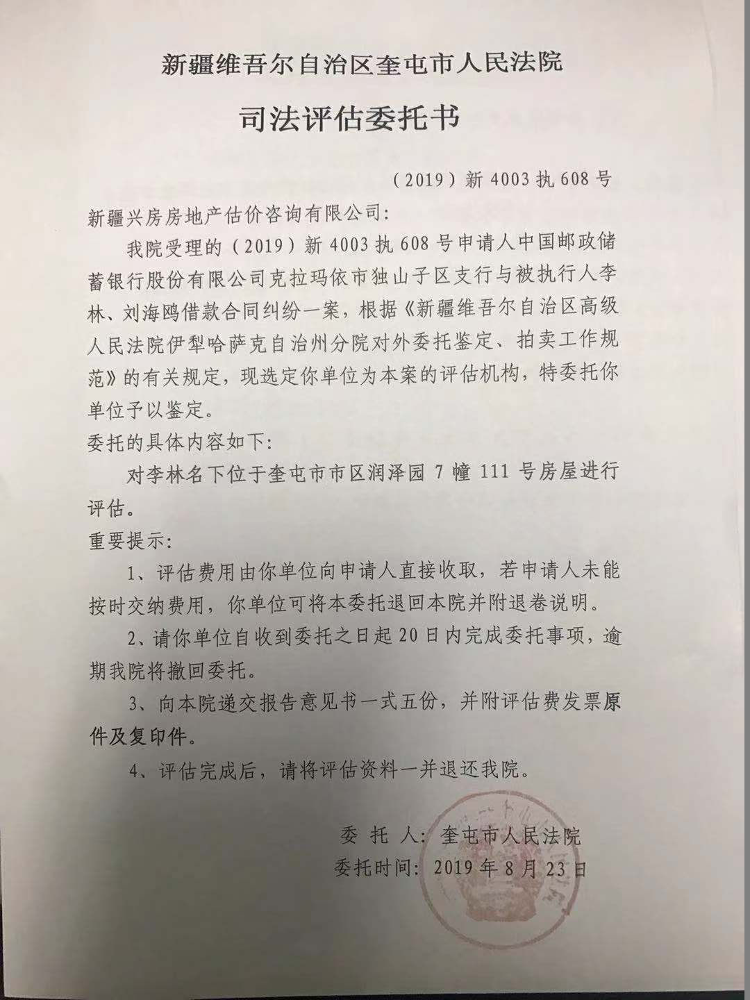 新疆维吾尔自治区奎屯市人民法院
司法评估委托书
（2019）新 4003 执 608 号
新疆兴房房地产估价咨询有限公司：
我院受理的（2019）新 4003 执 608 号申请人中国邮政储
蓄银行股份有限公司克拉玛依市独山子区支行与被执行人李
林、刘海鸥借款合同纠纷一案，根据《新疆维吾尔自治区高级
人民法院伊犁哈萨克自治州分院对外委托鉴定、拍卖工作规
范》的有关规定，现选定你单位为本案的评估机构，特委托你
单位予以鉴定。
委托的具体内容如下：
对李林名下位于奎屯市市区润泽园 7 幢 111 号房屋进行
评估。
重要提示：
1、评估费用由你单位向申请人直接收取，若申请人未能
按时交纳费用，你单位可将本委托退回本院并附退卷说明。
2、请你单位自收到委托之日起 20 日内完成委托事项，逾
期我院将撤回委托。
3、向本院递交报告意见书一式五份，并附评估费发票原
件及复印件。
4、评估完成后，请将评估资料一并退还我院。
委 托 人：奎屯市人民法院
委托时间：2019 年 8 月 23 日